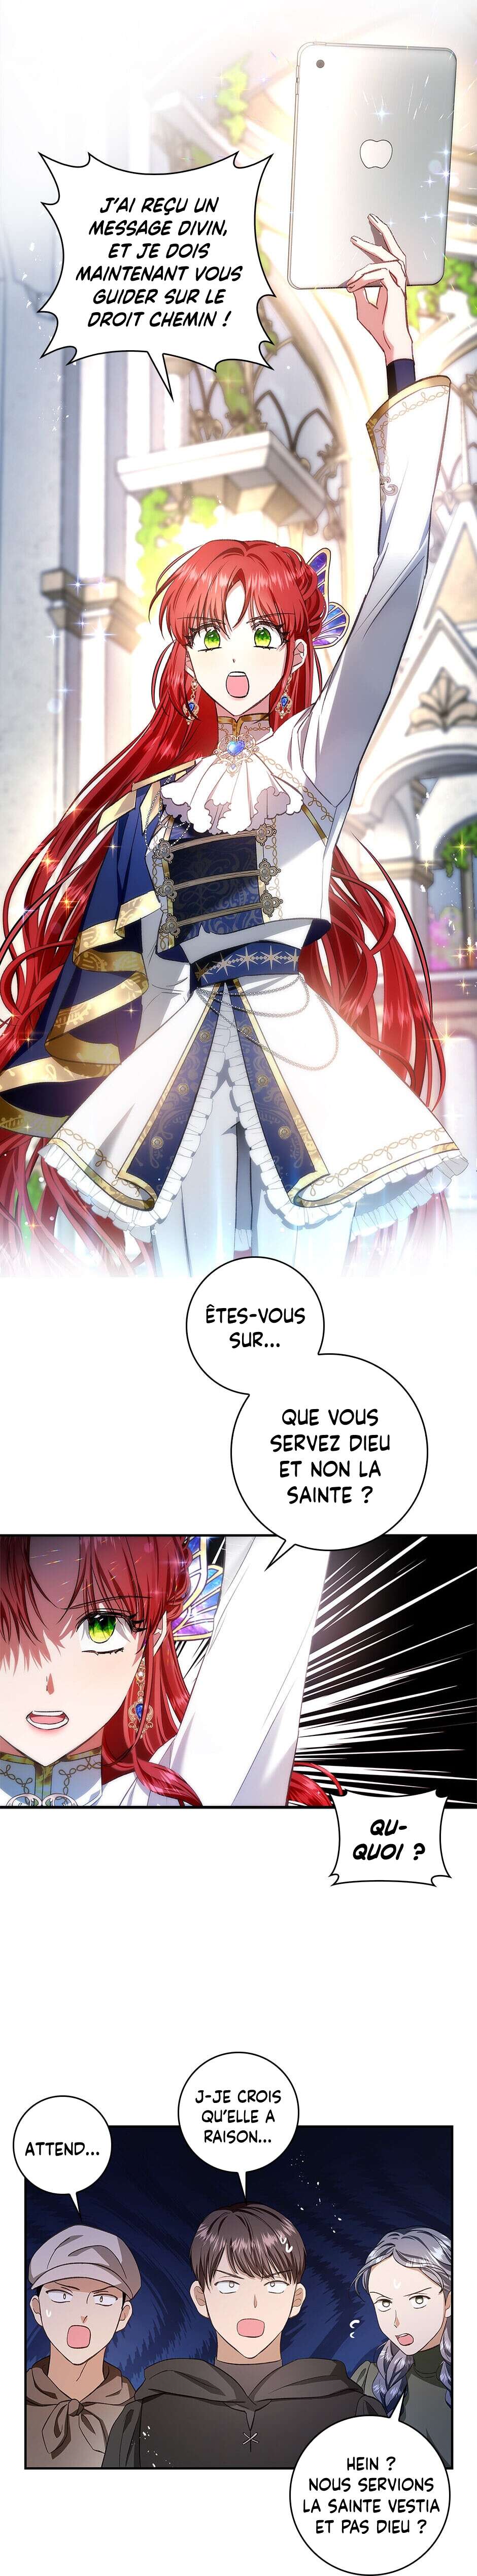 J'AI REÇU UN
MESSAGE DIVIN,
ET JE DOIS
MAINTENANT VOUS
GUIDER SUR LE
DROIT CHEMIN !
ÊTES-VOUS
SUR...
QUE VOUS
SERVEZ DIEU
ET NON LA
SAINTE ?
QU-
QUOI ?
J-JE CROIS
QU'ELLE A
RAISON...
ATTEND...
HEIN ?
NOUS SERVIONS
LA SAINTE VESTIA
ET PAS DIEU ?